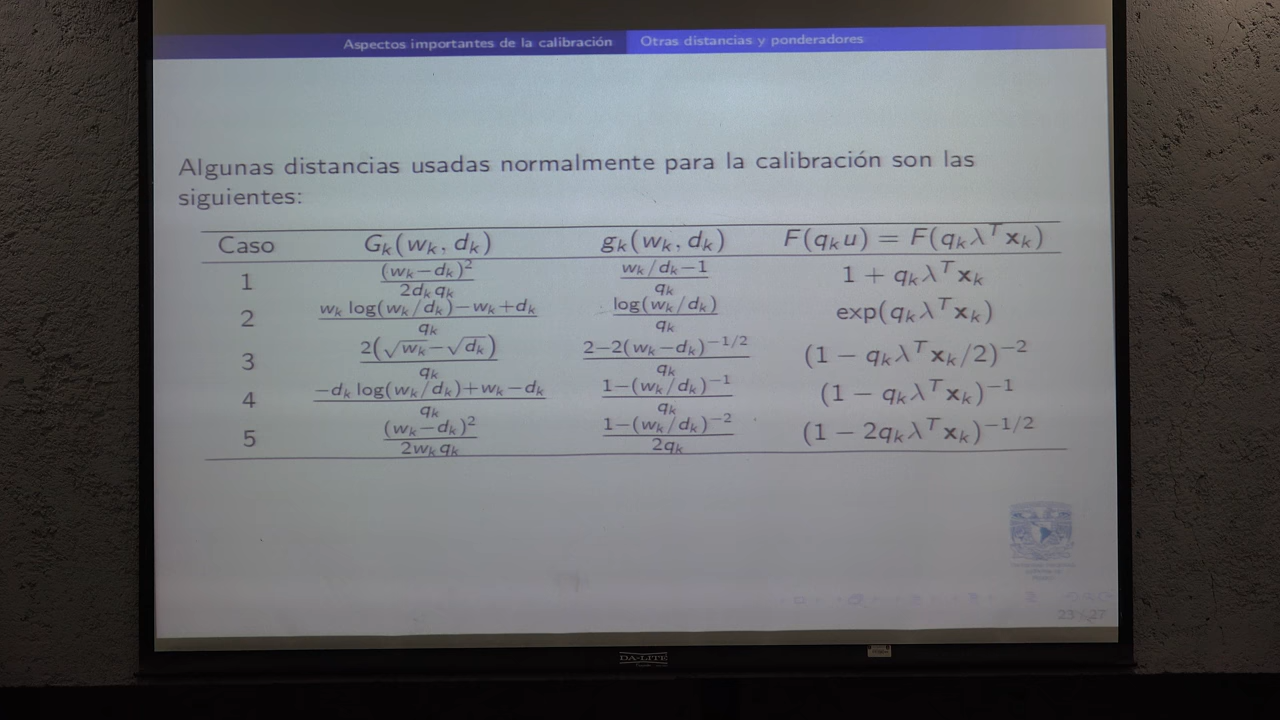 Aspectos importantes de la calibración Otras distancias y ponderadores
Algunas distancias usadas normalmente para la calibración son las
siguientes:
Caso G_k(w_k, d_k) g_k(w_k, d_k) F(q_k u) = F(q_k λ^T x_k)
1 (w_k−d_k)^2 / 2d_k q_k w_k/d_k−1 / q_k 1 + q_k λ^T x_k
2 w_k log(w_k/d_k)−w_k+d_k / q_k log(w_k/d_k) / q_k exp(q_k λ^T x_k)
3 2(√w_k−√d_k) / q_k 2−2(w_k−d_k)^−1/2 / q_k (1 − q_k λ^T x_k/2)^−2
4 −d_k log(w_k/d_k)+w_k−d_k / q_k 1−(w_k/d_k)^−1 / q_k (1 − q_k λ^T x_k)^−1
5 (w_k−d_k)^2 / 2w_k q_k 1−(w_k/d_k)^−2 / 2q_k (1 − 2q_k λ^T x_k)^−1/2
23 / 27
DA-LITE